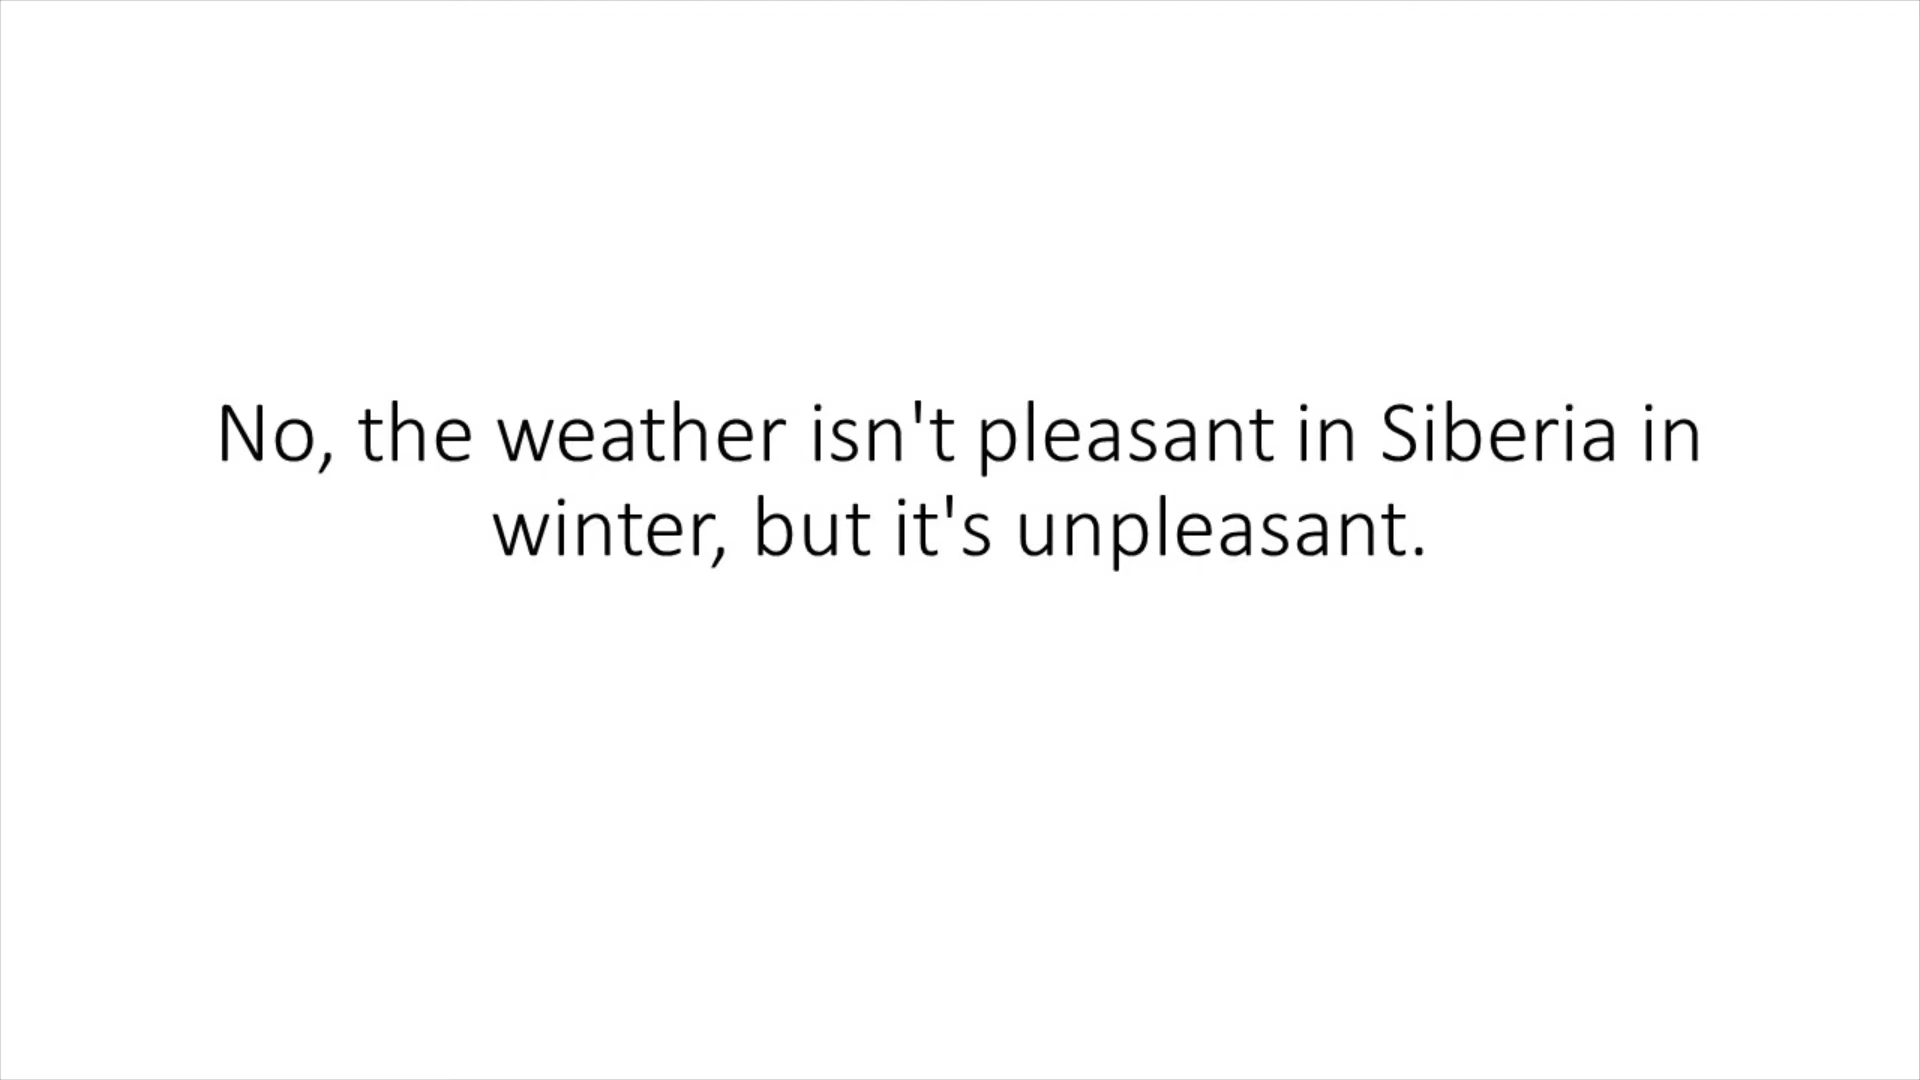 No, the weather isn't pleasant in Siberia in
winter, but it's unpleasant.